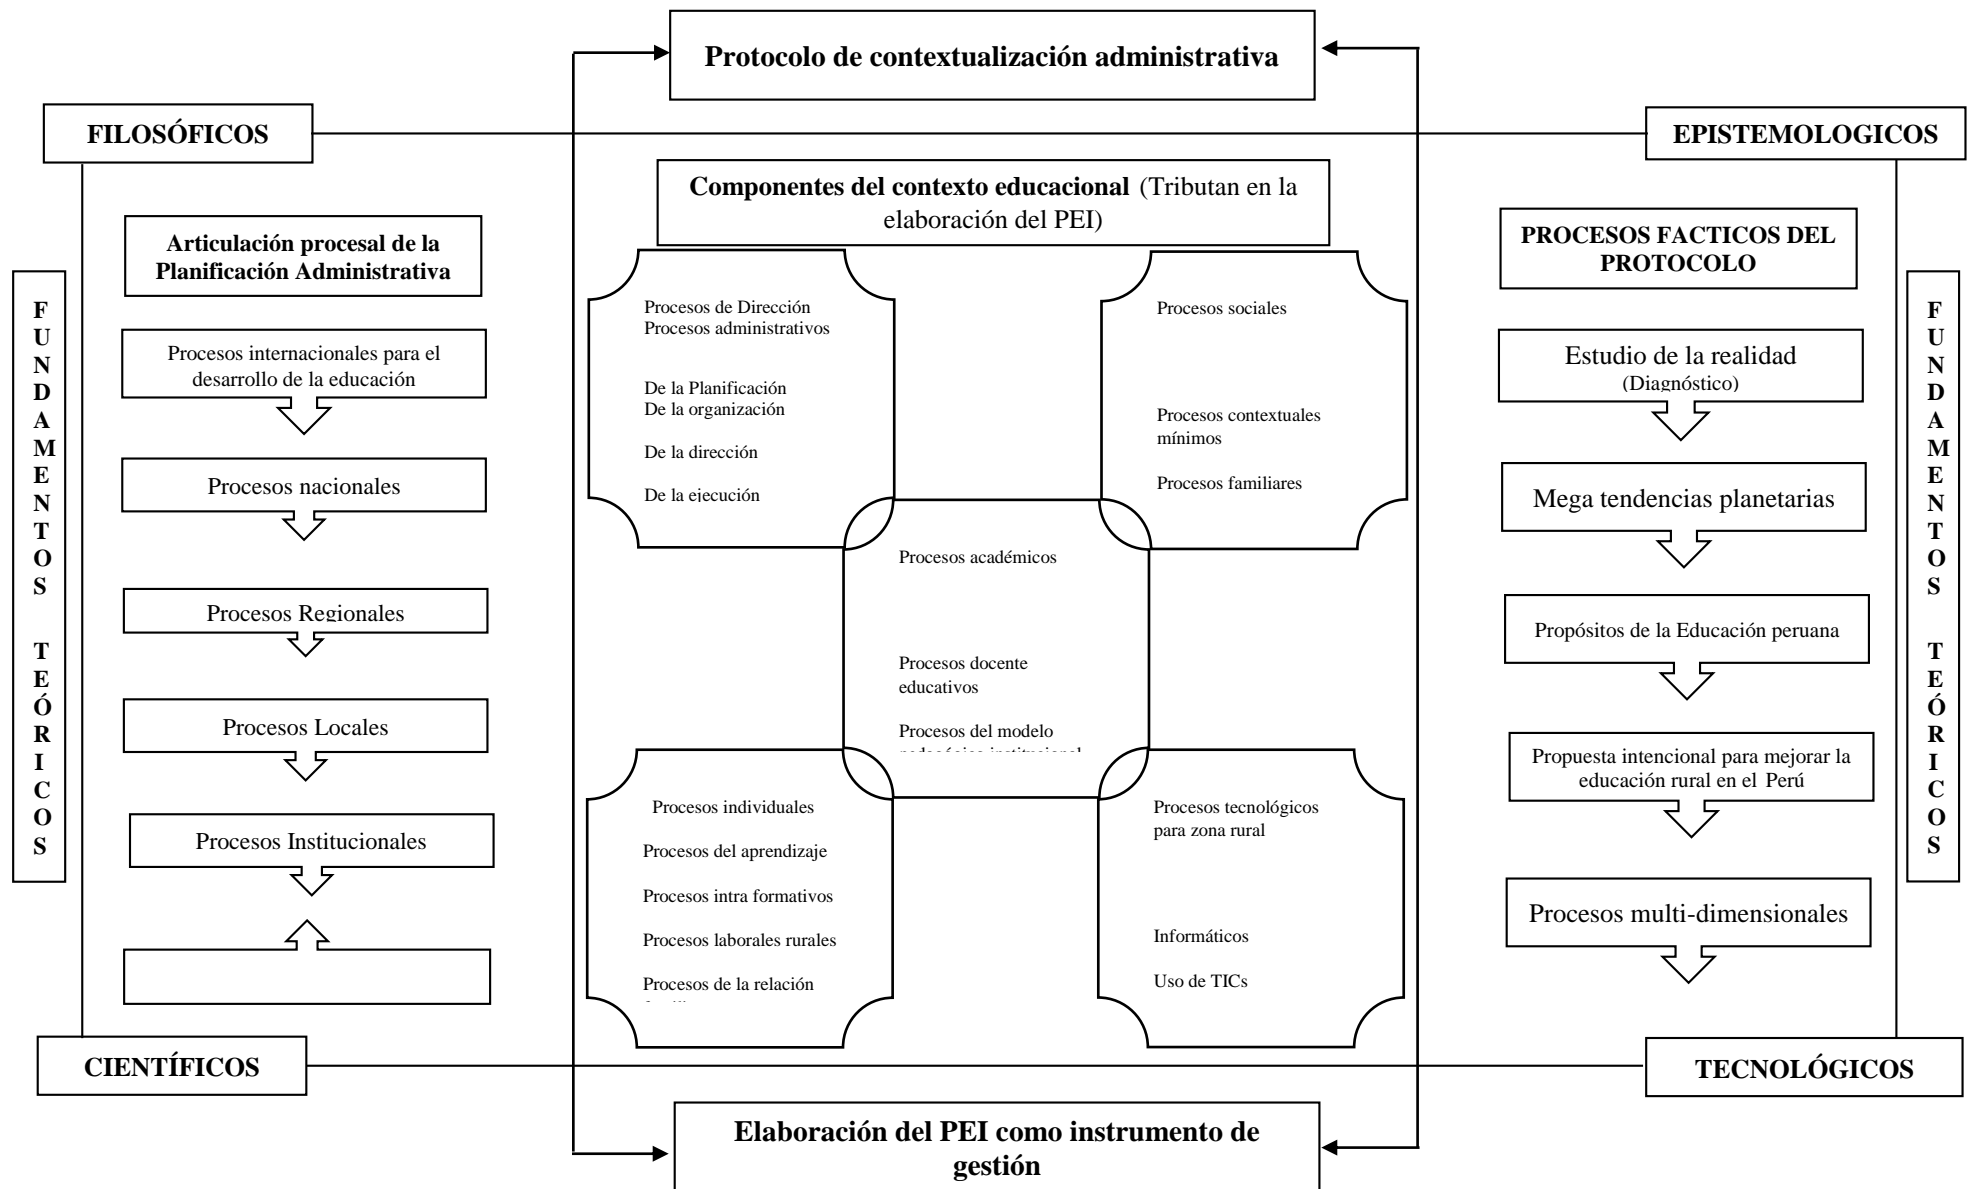 Protocolo de contextualización administrativa
FILOSÓFICOS
EPISTEMOLOGICOS
Componentes del contexto educacional (Tributan en la
elaboración del PEI)
FUNDAMENTOS TEÓRICOS
Articulación procesal de la
Planificación Administrativa
Procesos internacionales para el
desarrollo de la educación
Procesos nacionales
Procesos Regionales
Procesos Locales
Procesos Institucionales
Procesos de Dirección
Procesos administrativos
De la Planificación
De la organización
De la dirección
De la ejecución
Procesos sociales
Procesos contextuales
mínimos
Procesos familiares
Procesos académicos
Procesos docente
educativos
Procesos del modelo
Procesos individuales
Procesos del aprendizaje
Procesos intra formativos
Procesos laborales rurales
Procesos de la relación
Procesos tecnológicos
para zona rural
Informáticos
Uso de TICs
PROCESOS FACTICOS DEL
PROTOCOLO
Estudio de la realidad
(Diagnóstico)
Mega tendencias planetarias
Propósitos de la Educación peruana
Propuesta intencional para mejorar la
educación rural en el Perú
Procesos multi-dimensionales
FUNDAMENTOS TEÓRICOS
CIENTÍFICOS
TECNOLÓGICOS
Elaboración del PEI como instrumento de
gestión